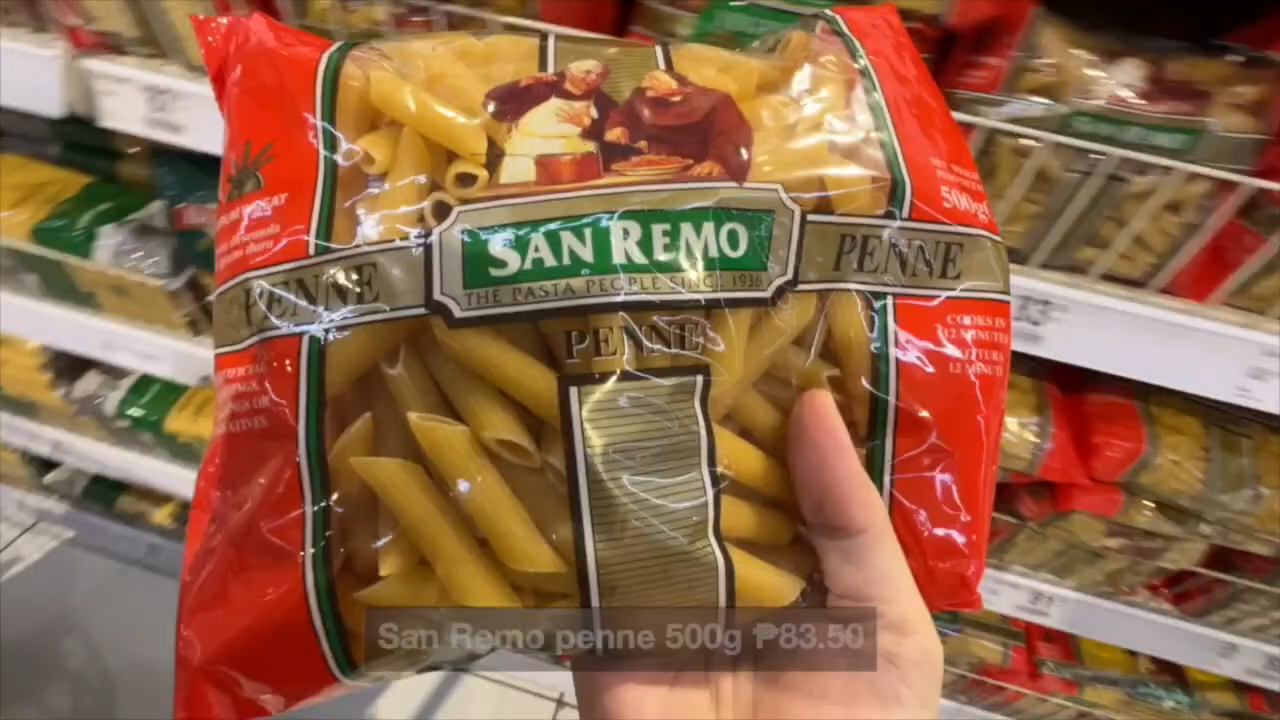 SAN REMO
THE PASTA PEOPLE SINCE 1936
PENNE
PENNE
PENNE
500g
COOKS IN
12 MINUTES
COTTURA
12 MINUTI
San Remo penne 500g ₱83.50